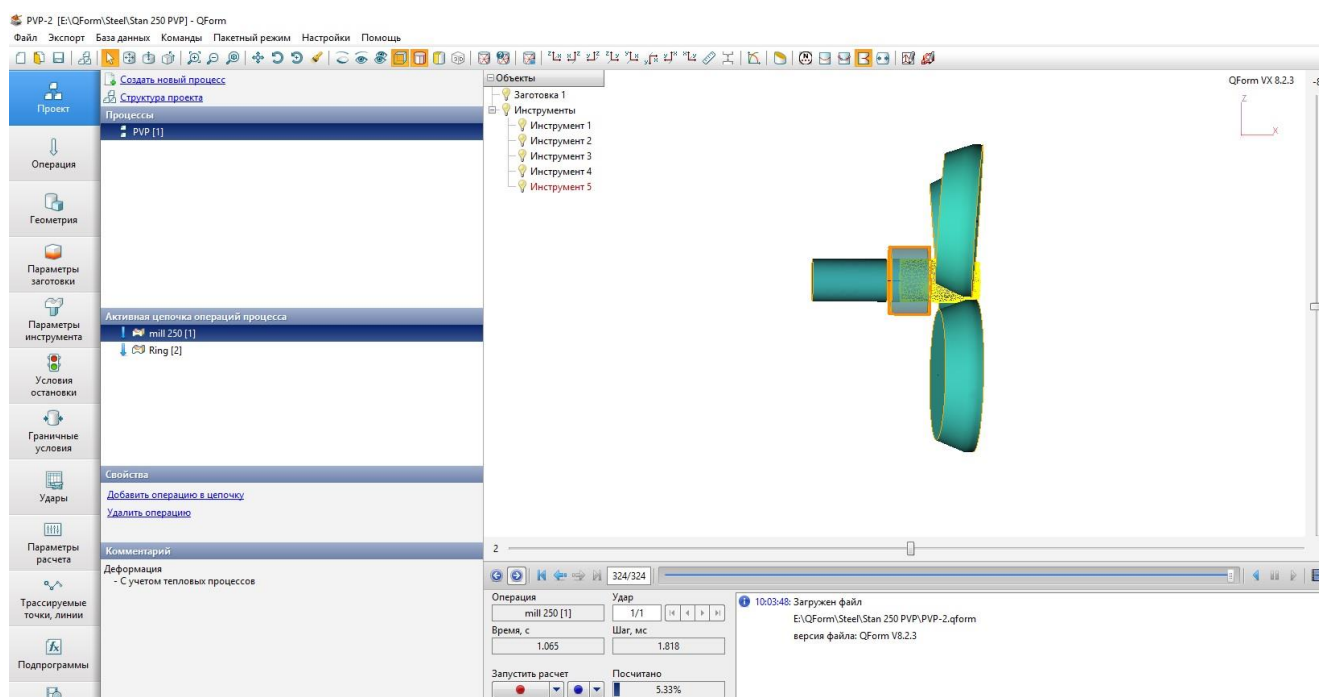 PVP-2 [E:\QForm\Steel\Stan 250 PVP] - QForm
Файл Экспорт База данных Команды Пакетный режим Настройки Помощь
Проект
Операция
Геометрия
Параметры
заготовки
Параметры
инструмента
Условия
остановки
Граничные
условия
Удары
Параметры
расчета
Трассируемые
точки, линии
Подпрограммы
Создать новый процесс
Структура проекта
Процессы
PVP [1]
Активная цепочка операций процесса
mill 250 [1]
Ring [2]
Свойства
Добавить операцию в цепочку
Удалить операцию
Комментарий
Деформация
- С учетом тепловых процессов
Объекты
Заготовка 1
Инструменты
Инструмент 1
Инструмент 2
Инструмент 3
Инструмент 4
Инструмент 5
QForm VX 8.2.3
Z
X
2
324/324
Операция
Удар
mill 250 [1]
1/1
Время, с
Шаг, мс
1.065
1.818
Запустить расчет
Посчитано
5.33%
10:03:48: Загружен файл
E:\QForm\Steel\Stan 250 PVP\PVP-2.qform
версия файла: QForm V8.2.3